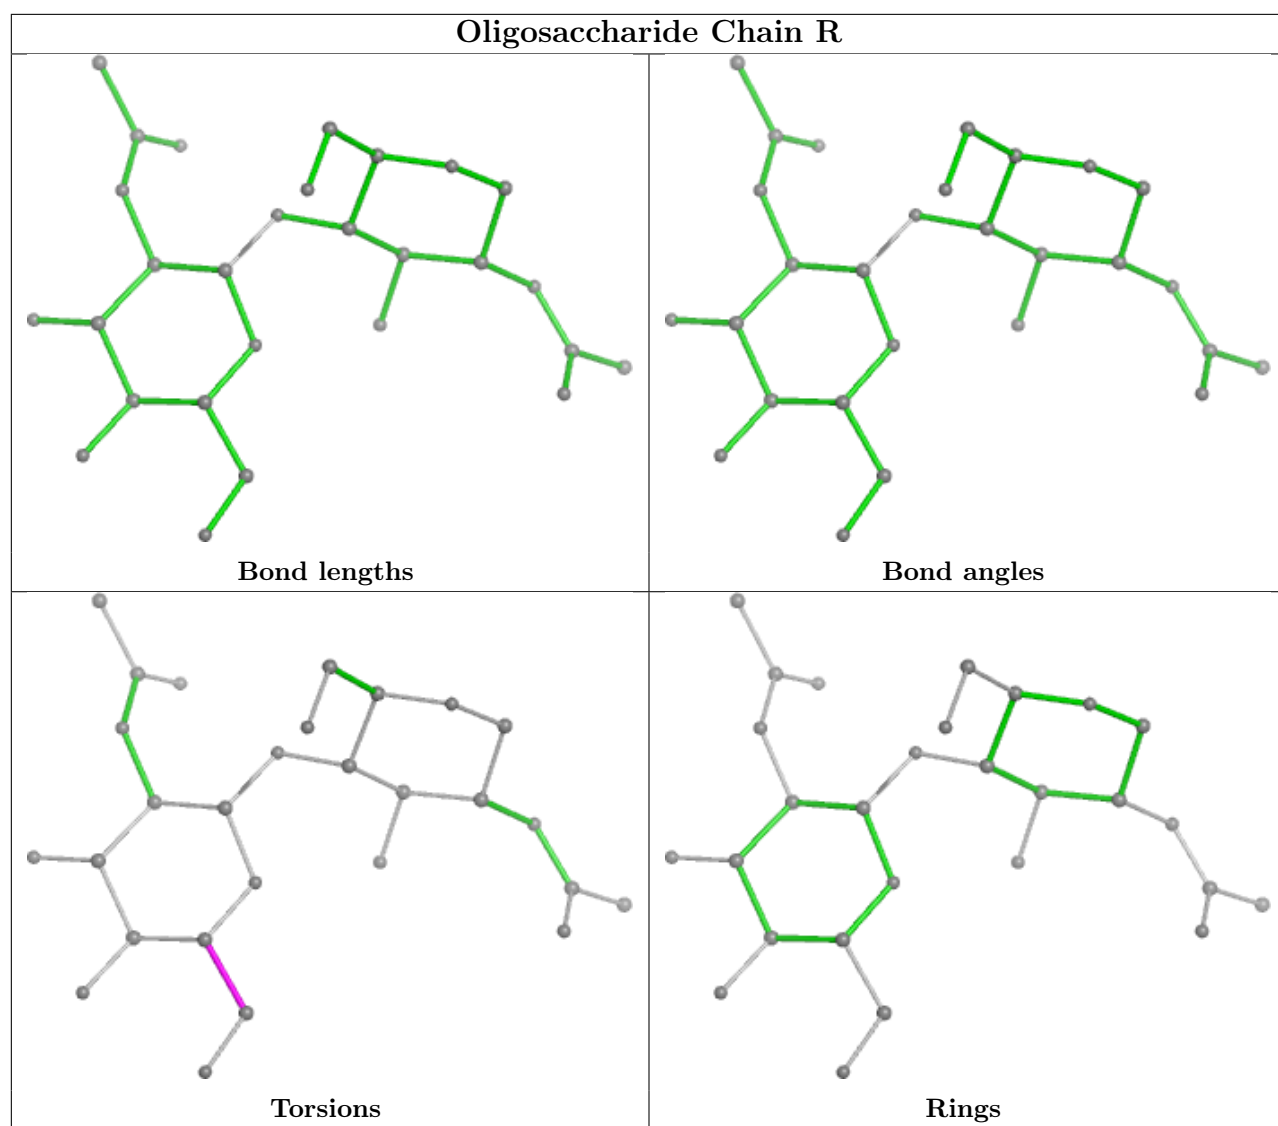 Oligosaccharide Chain R
Bond lengths
Bond angles
Torsions
Rings